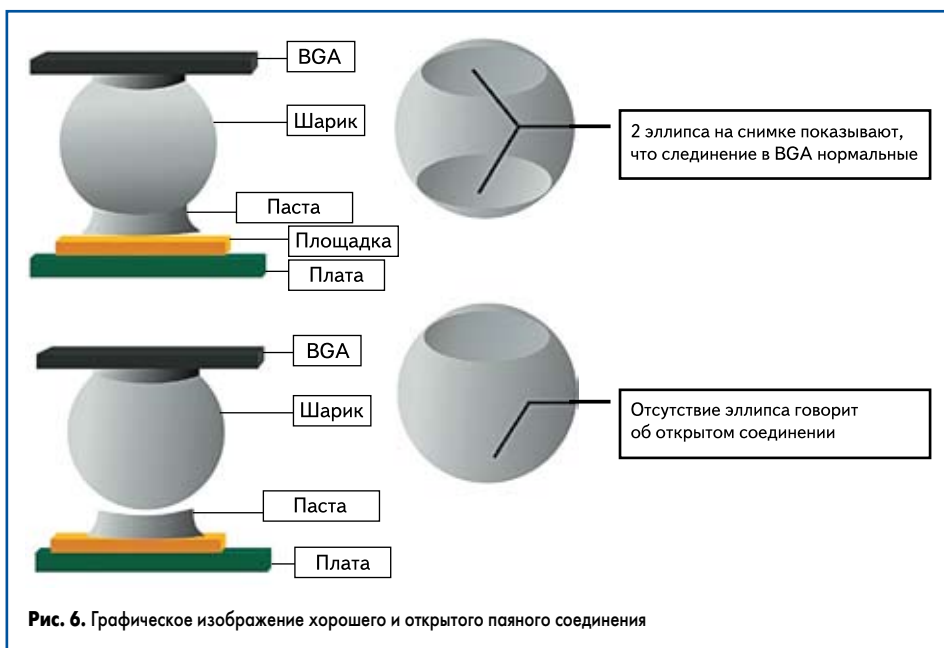 BGA
Шарик
Паста
Площадка
Плата
2 эллипса на снимке показывают,
что слединение в BGA нормальные
BGA
Шарик
Паста
Плата
Отсутствие эллипса говорит
об открытом соединении
Рис. 6. Графическое изображение хорошего и открытого паяного соединения